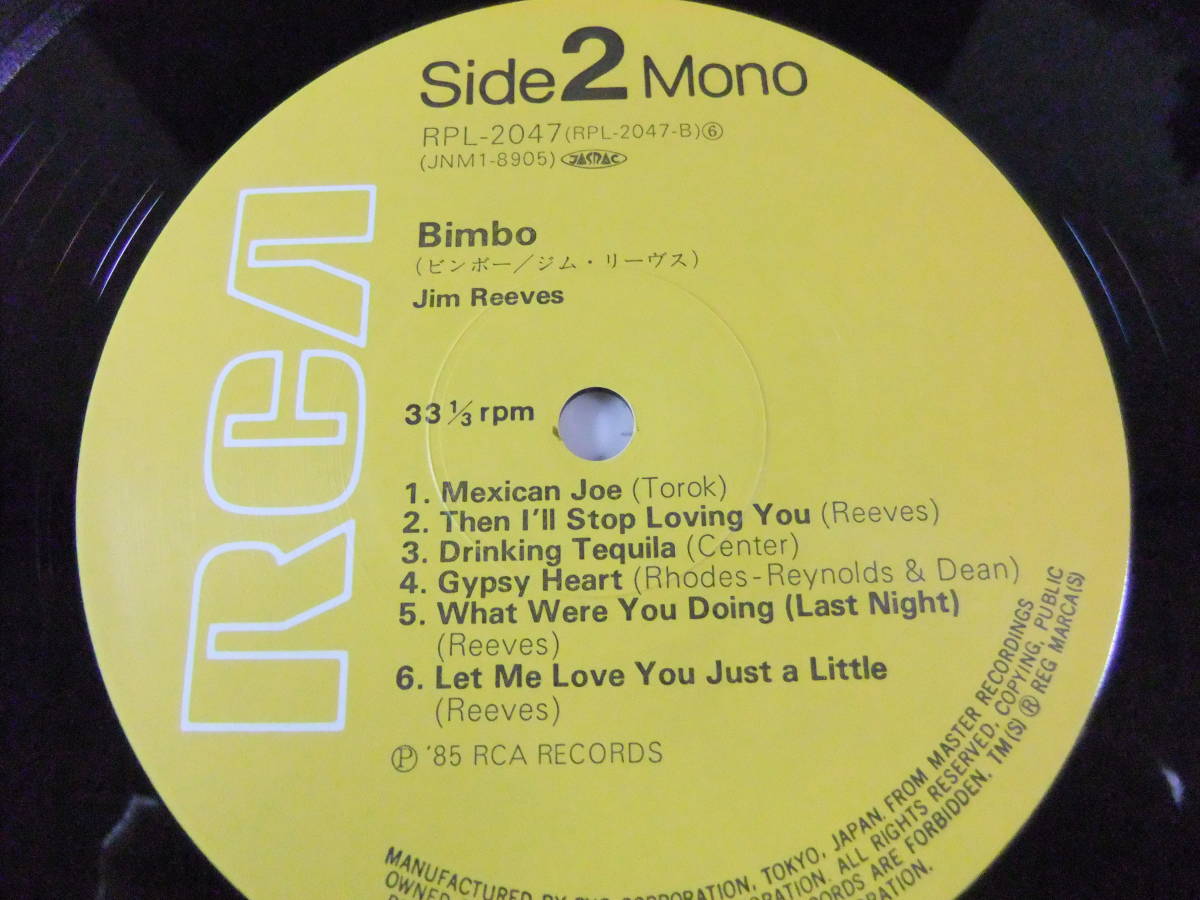 Side 2 Mono
RPL-2047 (RPL-2047-B) ⑥
(JNM1-8905) JASRAC
RCA
Bimbo
(ビンボー/ジム・リーヴス)
Jim Reeves
33 1/3 rpm
1. Mexican Joe (Torok)
2. Then I'll Stop Loving You (Reeves)
3. Drinking Tequila (Center)
4. Gypsy Heart (Rhodes-Reynolds & Dean)
5. What Were You Doing (Last Night)
(Reeves)
6. Let Me Love You Just a Little
(Reeves)
Ⓟ '85 RCA RECORDS
MANUFACTURED BY CORPORATION, TOKYO, JAPAN, FROM MASTER RECORDINGS
OWNED ALL RIGHTS RESERVED, COPYING, PUBLIC
ARE FORBIDDEN. TM(S) ® REG MARCA(S)